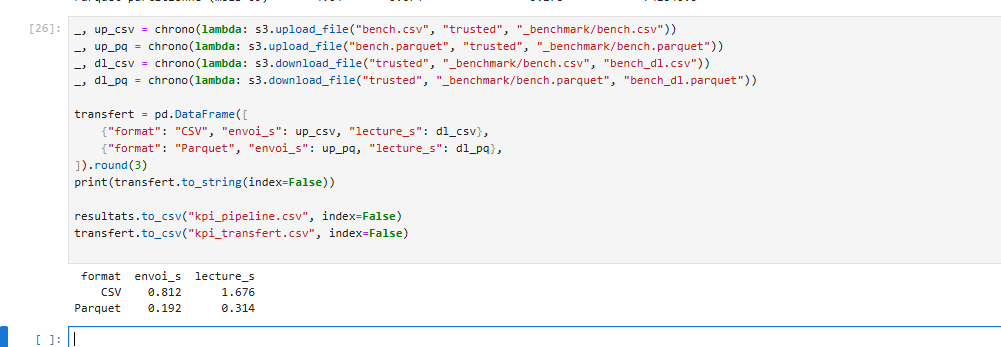 [26]: _, up_csv = chrono(lambda: s3.upload_file("bench.csv", "trusted", "_benchmark/bench.csv"))
_, up_pq = chrono(lambda: s3.upload_file("bench.parquet", "trusted", "_benchmark/bench.parquet"))
_, dl_csv = chrono(lambda: s3.download_file("trusted", "_benchmark/bench.csv", "bench_dl.csv"))
_, dl_pq = chrono(lambda: s3.download_file("trusted", "_benchmark/bench.parquet", "bench_dl.parquet"))
transfert = pd.DataFrame([
    {"format": "CSV", "envoi_s": up_csv, "lecture_s": dl_csv},
    {"format": "Parquet", "envoi_s": up_pq, "lecture_s": dl_pq},
]).round(3)
print(transfert.to_string(index=False))
resultats.to_csv("kpi_pipeline.csv", index=False)
transfert.to_csv("kpi_transfert.csv", index=False)
format envoi_s lecture_s
CSV 0.812 1.676
Parquet 0.192 0.314
[ ]: